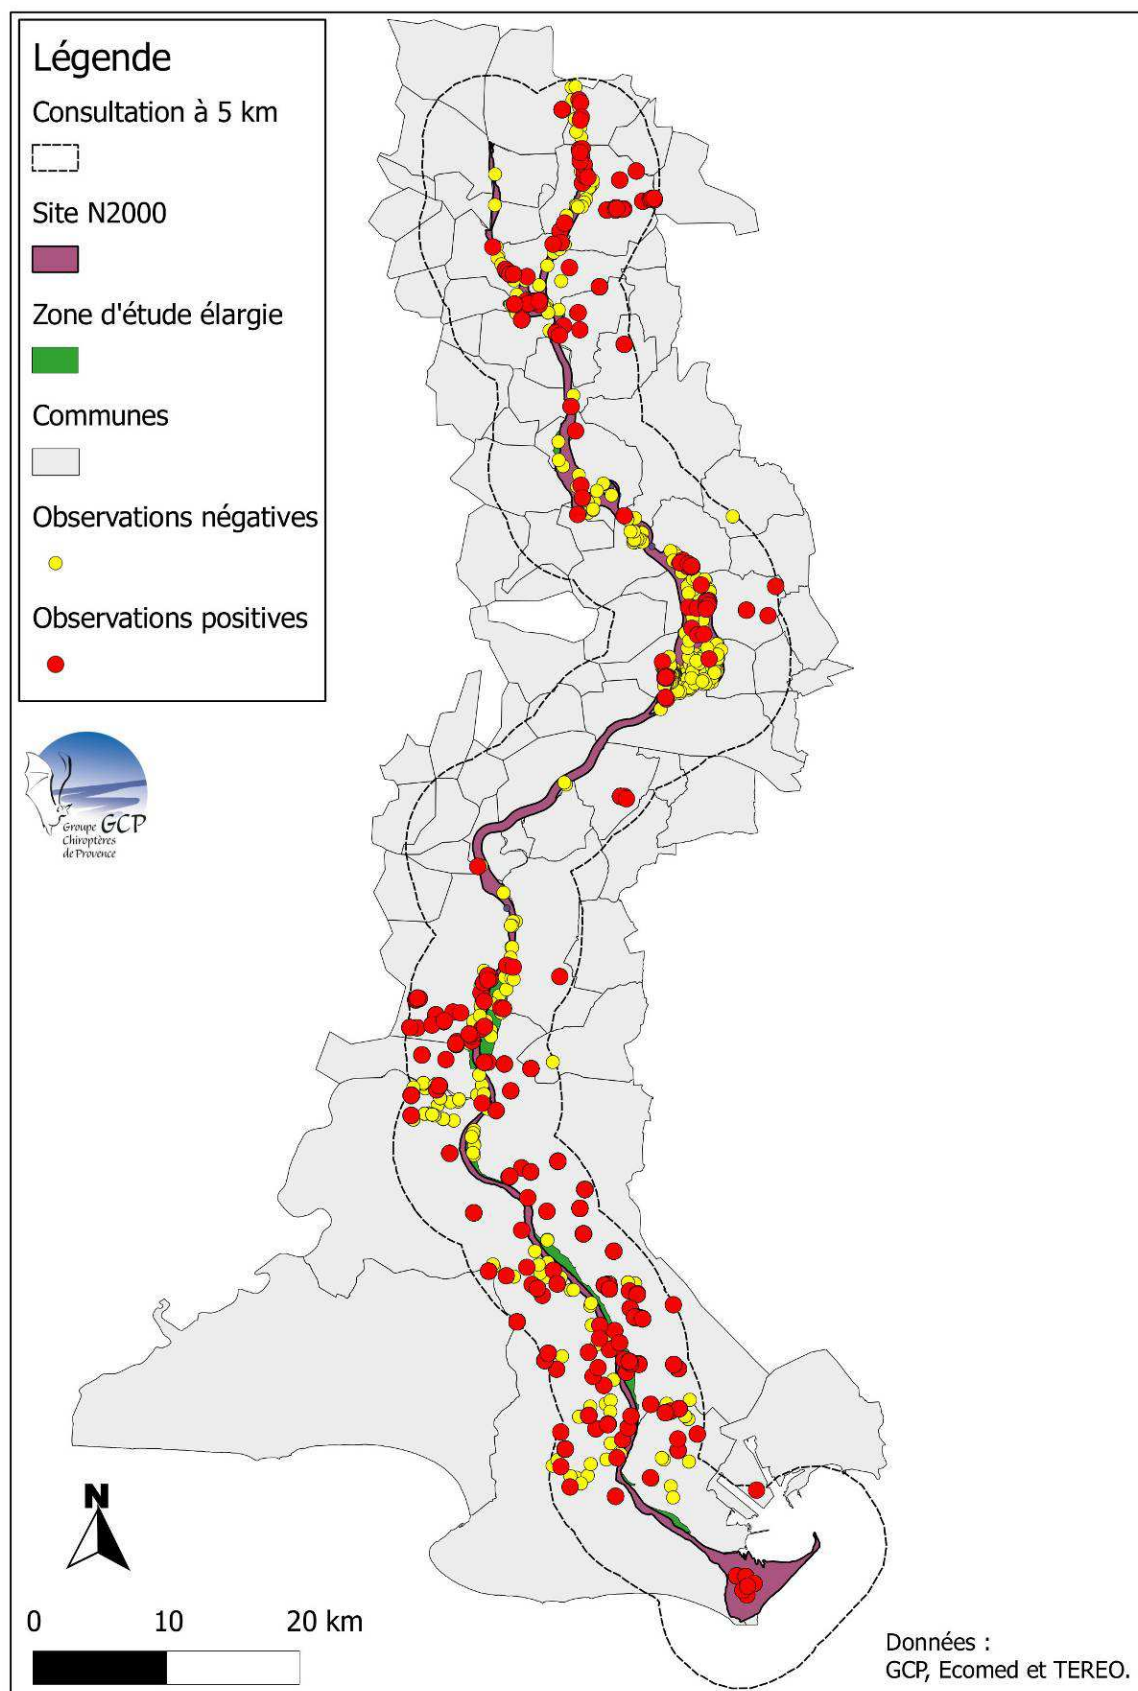 Légende
Consultation à 5 km
Site N2000
Zone d'étude élargie
Communes
Observations négatives
Observations positives
Groupe GCP
Chiroptères
de Provence
N
0 10 20 km
Données :
GCP, Ecomed et TEREO.